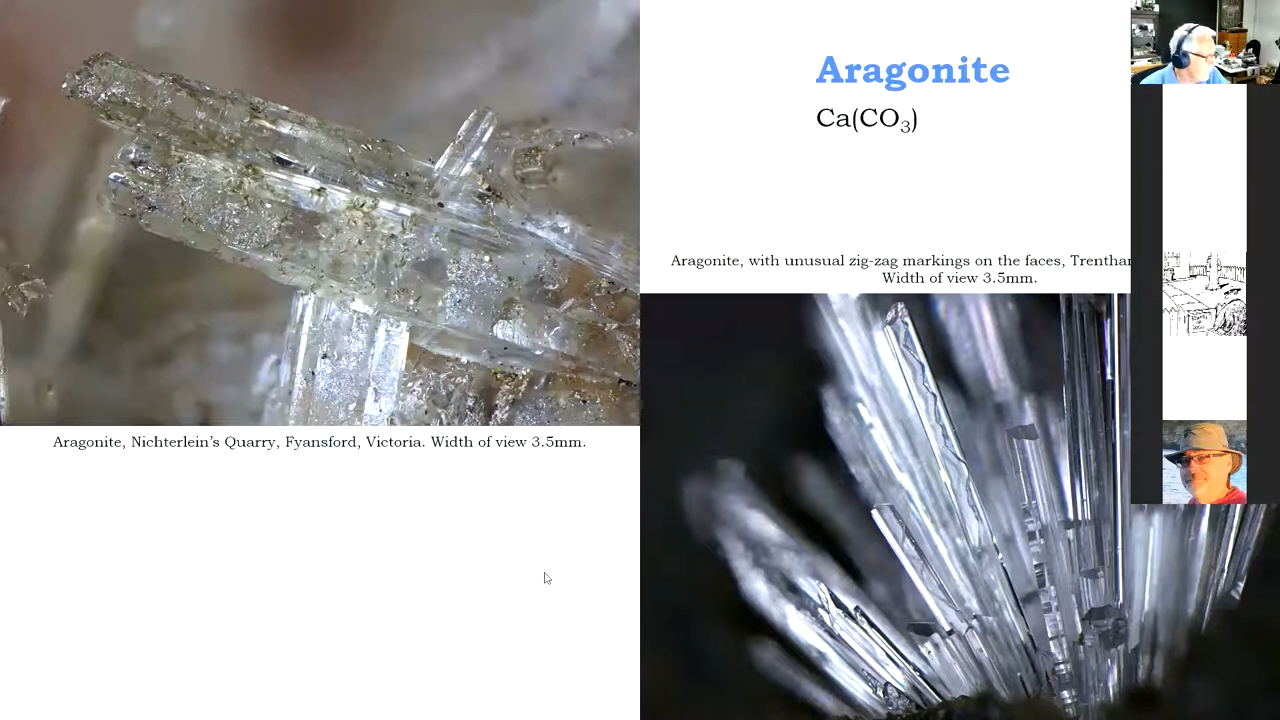 Aragonite
Ca(CO₃)
Aragonite, with unusual zig-zag markings on the faces,
Width of view 3.5mm.
Aragonite, Nichterlein's Quarry, Fyansford, Victoria. Width of view 3.5mm.